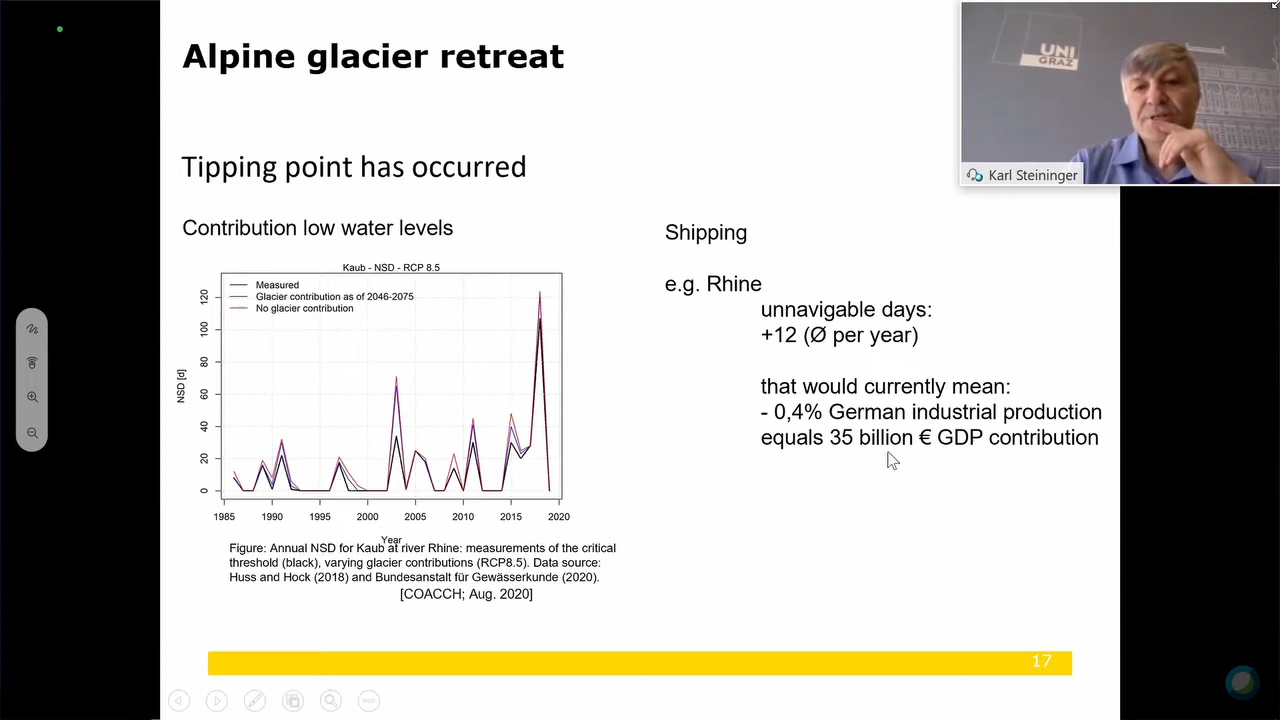 Alpine glacier retreat
UNI
GRAZ
Karl Steininger
Tipping point has occurred
Contribution low water levels
Kaub - NSD - RCP 8.5
Measured
Glacier contribution as of 2046-2075
No glacier contribution
NSD [d]
120
100
80
60
40
20
0
1985 1990 1995 2000 2005 2010 2015 2020
Year
Figure: Annual NSD for Kaub at river Rhine: measurements of the critical
threshold (black), varying glacier contributions (RCP8.5). Data source:
Huss and Hock (2018) and Bundesanstalt für Gewässerkunde (2020).
[COACCH; Aug. 2020]
Shipping
e.g. Rhine
unnavigable days:
+12 (Ø per year)
that would currently mean:
- 0,4% German industrial production
equals 35 billion € GDP contribution
17